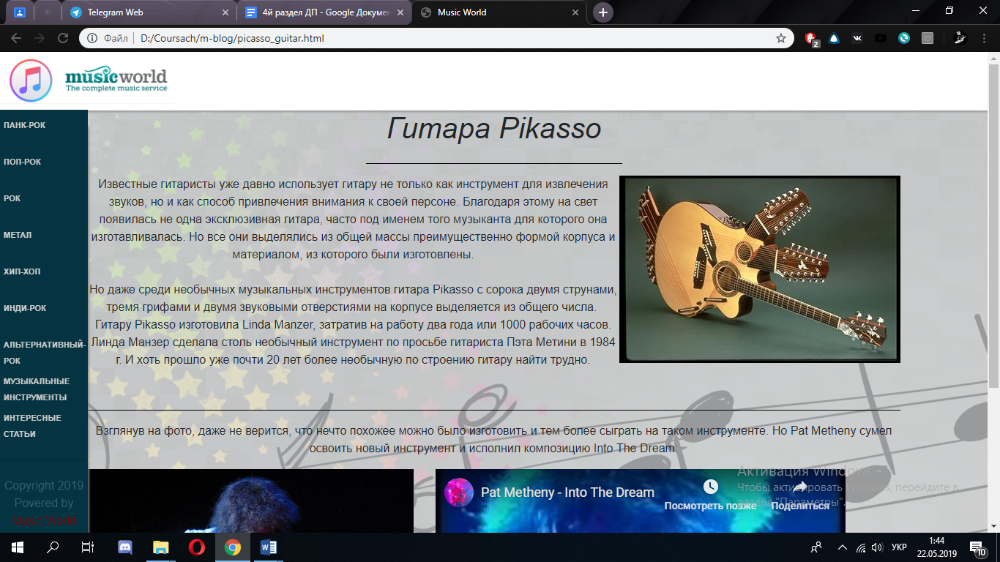 Telegram Web
4й раздел ДП - Google Докумен
Music World
Файл
D:/Coursach/m-blog/picasso_guitar.html
2
musicworld
The complete music service
ПАНК-РОК
ПОП-РОК
РОК
МЕТАЛ
ХИП-ХОП
ИНДИ-РОК
АЛЬТЕРНАТИВНЫЙ-
РОК
МУЗЫКАЛЬНЫЕ
ИНСТРУМЕНТЫ
ИНТЕРЕСНЫЕ
СТАТЬИ
Copyright 2019
Povered by
Music World
Гитара Pikasso
Известные гитаристы уже давно использует гитару не только как инструмент для извлечения
звуков, но и как способ привлечения внимания к своей персоне. Благодаря этому на свет
появилась не одна эксклюзивная гитара, часто под именем того музыканта для которого она
изготавливалась. Но все они выделялись из общей массы преимущественно формой корпуса и
материалом, из которого были изготовлены.
Но даже среди необычных музыкальных инструментов гитара Pikasso с сорока двумя струнами,
тремя грифами и двумя звуковыми отверстиями на корпусе выделяется из общего числа.
Гитару Pikasso изготовила Linda Manzer, затратив на работу два года или 1000 рабочих часов.
Линда Манзер сделала столь необычный инструмент по просьбе гитариста Пэта Метини в 1984
г. И хоть прошло уже почти 20 лет более необычную по строению гитару найти трудно.
Взглянув на фото, даже не верится, что нечто похожее можно было изготовить и тем более сыграть на таком инструменте. Но Pat Metheny сумел
освоить новый инструмент и исполнил композицию Into The Dream.
Pat Metheny - Into The Dream
Посмотреть позже
Поделиться
Активация Windows
Чтобы активировать Windows, перейдите в
раздел "Параметры".
УКР
1:44
22.05.2019
10